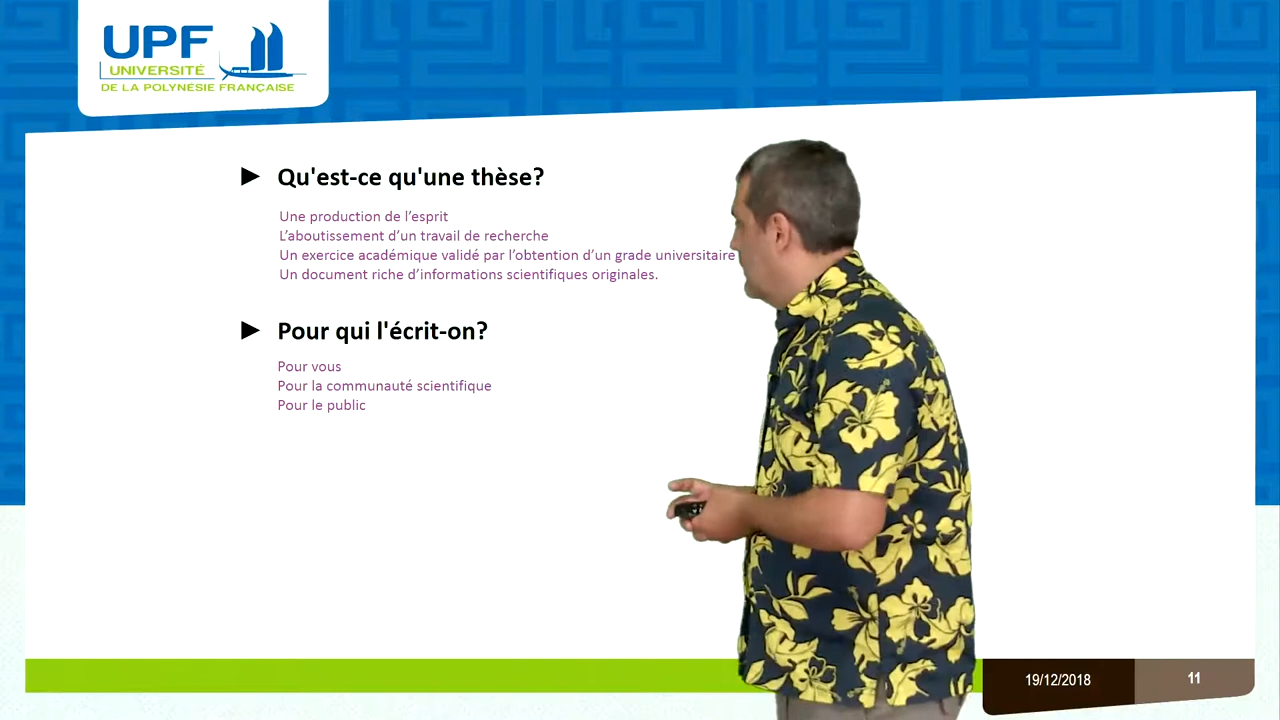 UPF
UNIVERSITÉ
DE LA POLYNÉSIE FRANÇAISE
Qu'est-ce qu'une thèse?
Une production de l’esprit
L’aboutissement d’un travail de recherche
Un exercice académique validé par l’obtention d’un grade universitaire
Un document riche d’informations scientifiques originales.
Pour qui l'écrit-on?
Pour vous
Pour la communauté scientifique
Pour le public
19/12/2018
11